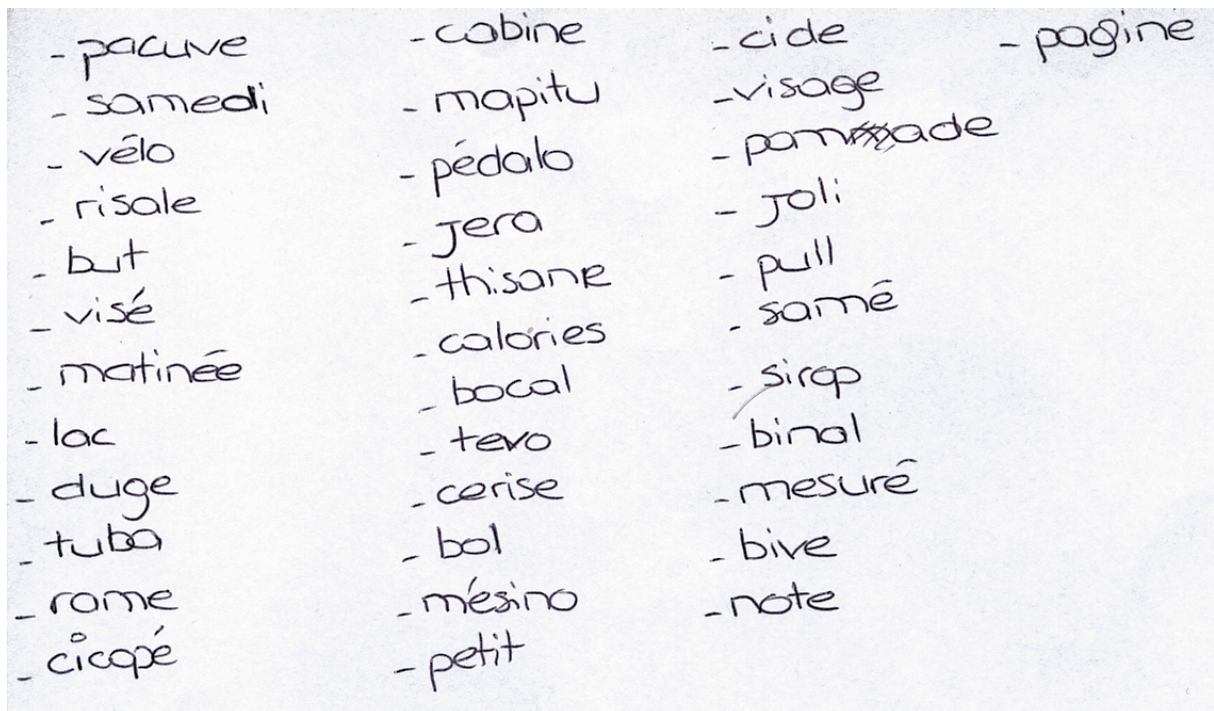 - pacuve
- samedi
- vélo
- risale
- but
- visé
- matinée
- lac
- duge
- tuba
- rame
- cicapé
- cabine
- mapitu
- pédalo
- jera
- thisane
- calories
- bocal
- tevo
- cerise
- bol
- mésino
- petit
- cide
- visage
- pommade
- joli
- pull
- samé
- sirop
- binal
- mesuré
- bive
- note
- pagine